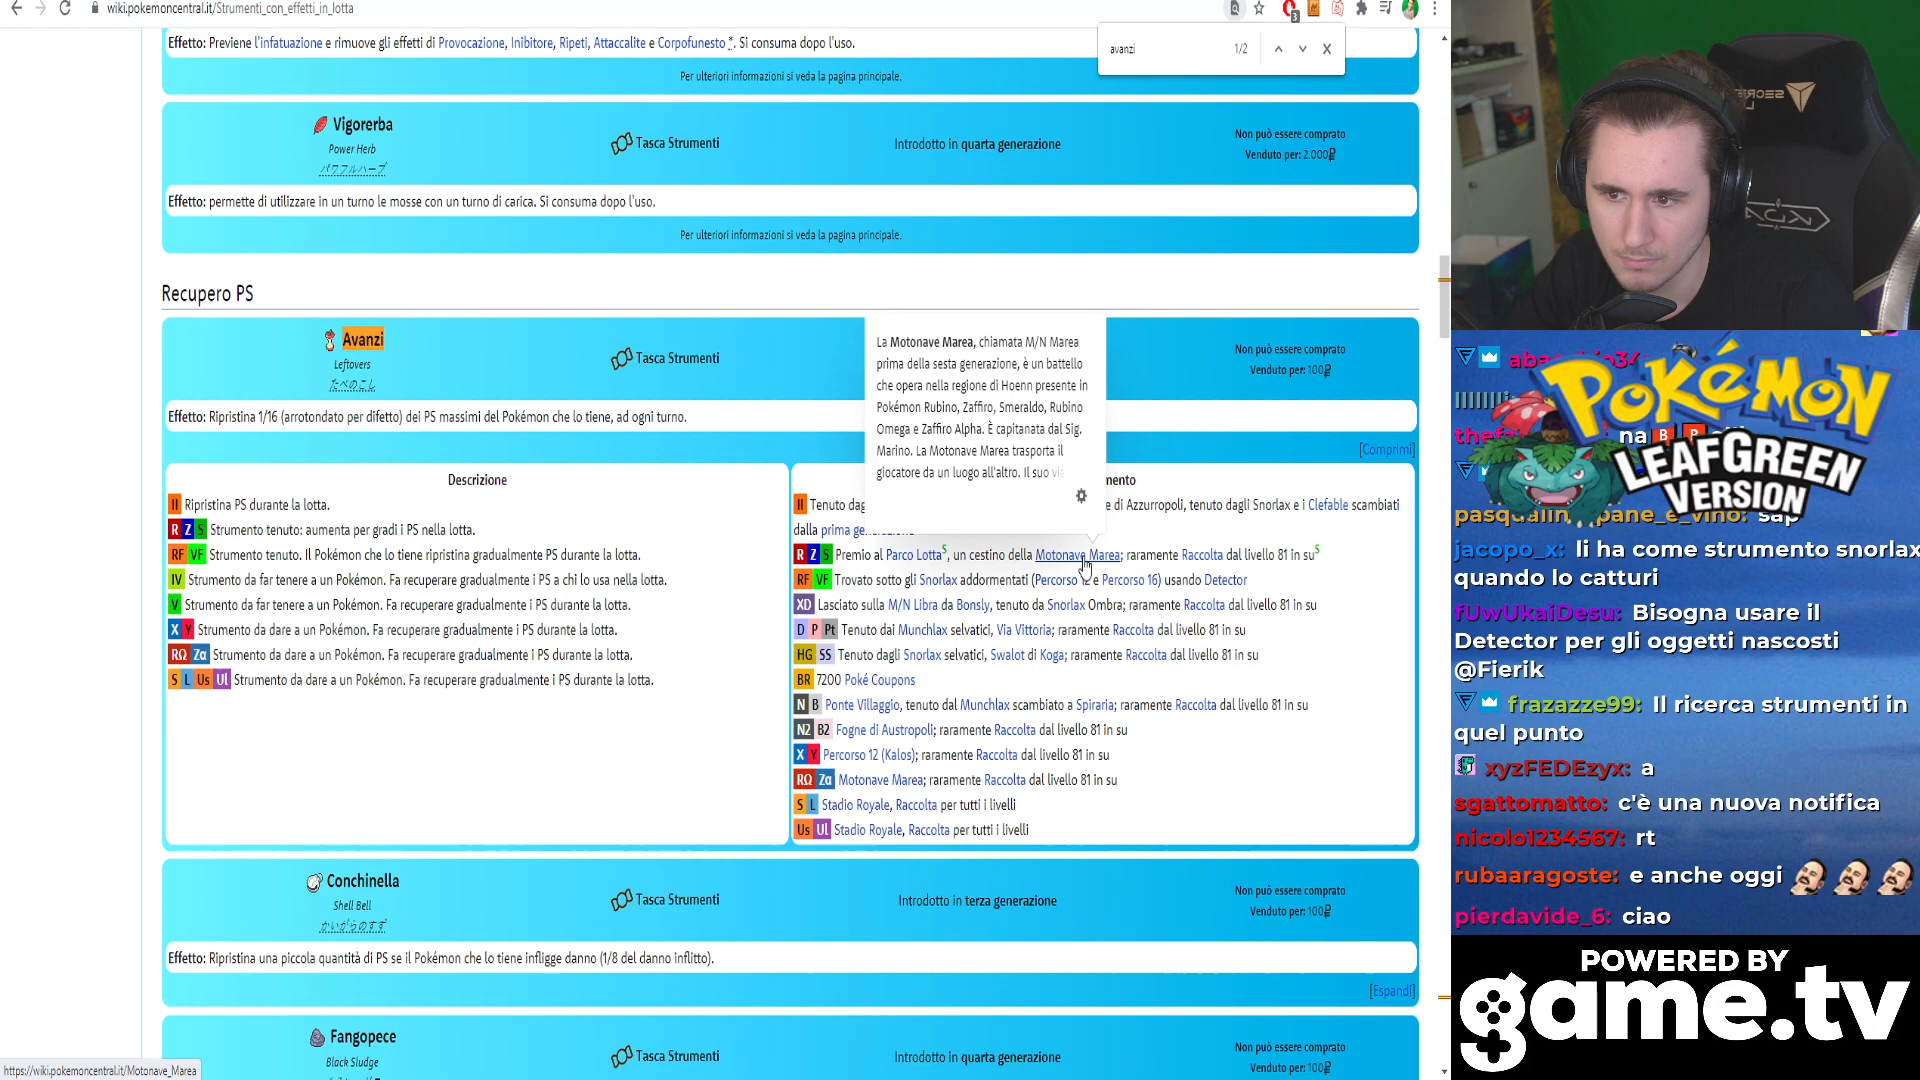 wiki.pokemoncentral.it/Strumenti_con_effetti_in_lotta
avanzi 1/2
Effetto: Previene l'infatuazione e rimuove gli effetti di Provocazione, Inibitore, Ripeti, Attaccalite e Corpofunesto *. Si consuma dopo l'uso.
Per ulteriori informazioni si veda la pagina principale.
Vigorerba
Power Herb
パワフルハーブ
Tasca Strumenti
Introdotto in quarta generazione
Non può essere comprato
Venduto per: 2.000
Effetto: permette di utilizzare in un turno le mosse con un turno di carica. Si consuma dopo l'uso.
Per ulteriori informazioni si veda la pagina principale.
Recupero PS
Avanzi
Leftovers
たべのこし
Tasca Strumenti
Non può essere comprato
Venduto per: 100
La Motonave Marea, chiamata M/N Marea
prima della sesta generazione, è un battello
che opera nella regione di Hoenn presente in
Pokémon Rubino, Zaffiro, Smeraldo, Rubino
Omega e Zaffiro Alpha. È capitanata dal Sig.
Marino. La Motonave Marea trasporta il
giocatore da un luogo all'altro. Il suo
Effetto: Ripristina 1/16 (arrotondato per difetto) dei PS massimi del Pokémon che lo tiene, ad ogni turno.
[Comprimi]
Descrizione
II Ripristina PS durante la lotta.
R Z S Strumento tenuto: aumenta per gradi i PS nella lotta.
RF VF Strumento tenuto. Il Pokémon che lo tiene ripristina gradualmente PS durante la lotta.
IV Strumento da far tenere a un Pokémon. Fa recuperare gradualmente i PS a chi lo usa nella lotta.
V Strumento da far tenere a un Pokémon. Fa recuperare gradualmente i PS durante la lotta.
X Y Strumento da dare a un Pokémon. Fa recuperare gradualmente i PS durante la lotta.
RΩ Zα Strumento da dare a un Pokémon. Fa recuperare gradualmente i PS durante la lotta.
S L Us Ul Strumento da dare a un Pokémon. Fa recuperare gradualmente i PS durante la lotta.
mento
II Tenuto dag e di Azzurropoli, tenuto dagli Snorlax e i Clefable scambiati
dalla prima ge
R Z S Premio al Parco Lotta S, un cestino della Motonave Marea; raramente Raccolta dal livello 81 in su S
RF VF Trovato sotto gli Snorlax addormentati (Percorso 12 e Percorso 16) usando Detector
XD Lasciato sulla M/N Libra da Bonsly, tenuto da Snorlax Ombra; raramente Raccolta dal livello 81 in su
D P Pt Tenuto dai Munchlax selvatici, Via Vittoria; raramente Raccolta dal livello 81 in su
HG SS Tenuto dagli Snorlax selvatici, Swalot di Koga; raramente Raccolta dal livello 81 in su
BR 7200 Poké Coupons
N B Ponte Villaggio, tenuto dal Munchlax scambiato a Spiraria; raramente Raccolta dal livello 81 in su
N2 B2 Fogne di Austropoli; raramente Raccolta dal livello 81 in su
X Y Percorso 12 (Kalos); raramente Raccolta dal livello 81 in su
RΩ Zα Motonave Marea; raramente Raccolta dal livello 81 in su
S L Stadio Royale, Raccolta per tutti i livelli
Us Ul Stadio Royale, Raccolta per tutti i livelli
Conchinella
Shell Bell
かいがらのすず
Tasca Strumenti
Introdotto in terza generazione
Non può essere comprato
Venduto per: 100
Effetto: Ripristina una piccola quantità di PS se il Pokémon che lo tiene infligge danno (1/8 del danno inflitto).
[Espandi]
Fangopece
Black Sludge
Tasca Strumenti
Introdotto in quarta generazione
Non può essere comprato
Venduto per: 100
https://wiki.pokemoncentral.it/Motonave_Marea
POKéMON
LEAFGREEN
VERSION
na B B
jacopo_x: li ha come strumento snorlax
quando lo catturi
fUwUkaiDesu: Bisogna usare il
Detector per gli oggetti nascosti
@Fierik
frazazze99: Il ricerca strumenti in
quel punto
xyzFEDEzyx: a
sgattomatto: c'è una nuova notifica
nicolo1234567: rt
rubaaragoste: e anche oggi
pierdavide_6: ciao
POWERED BY
game.tv